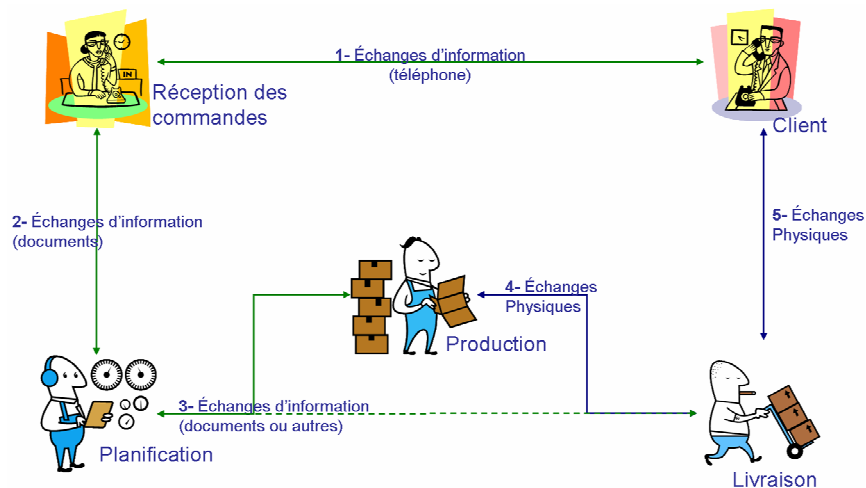 1- Échanges d'information
(téléphone)
IN
Réception des
commandes
Client
2- Échanges d'information
(documents)
5- Échanges
Physiques
4- Échanges
Physiques
Production
3- Échanges d'information
(documents ou autres)
Planification
Livraison